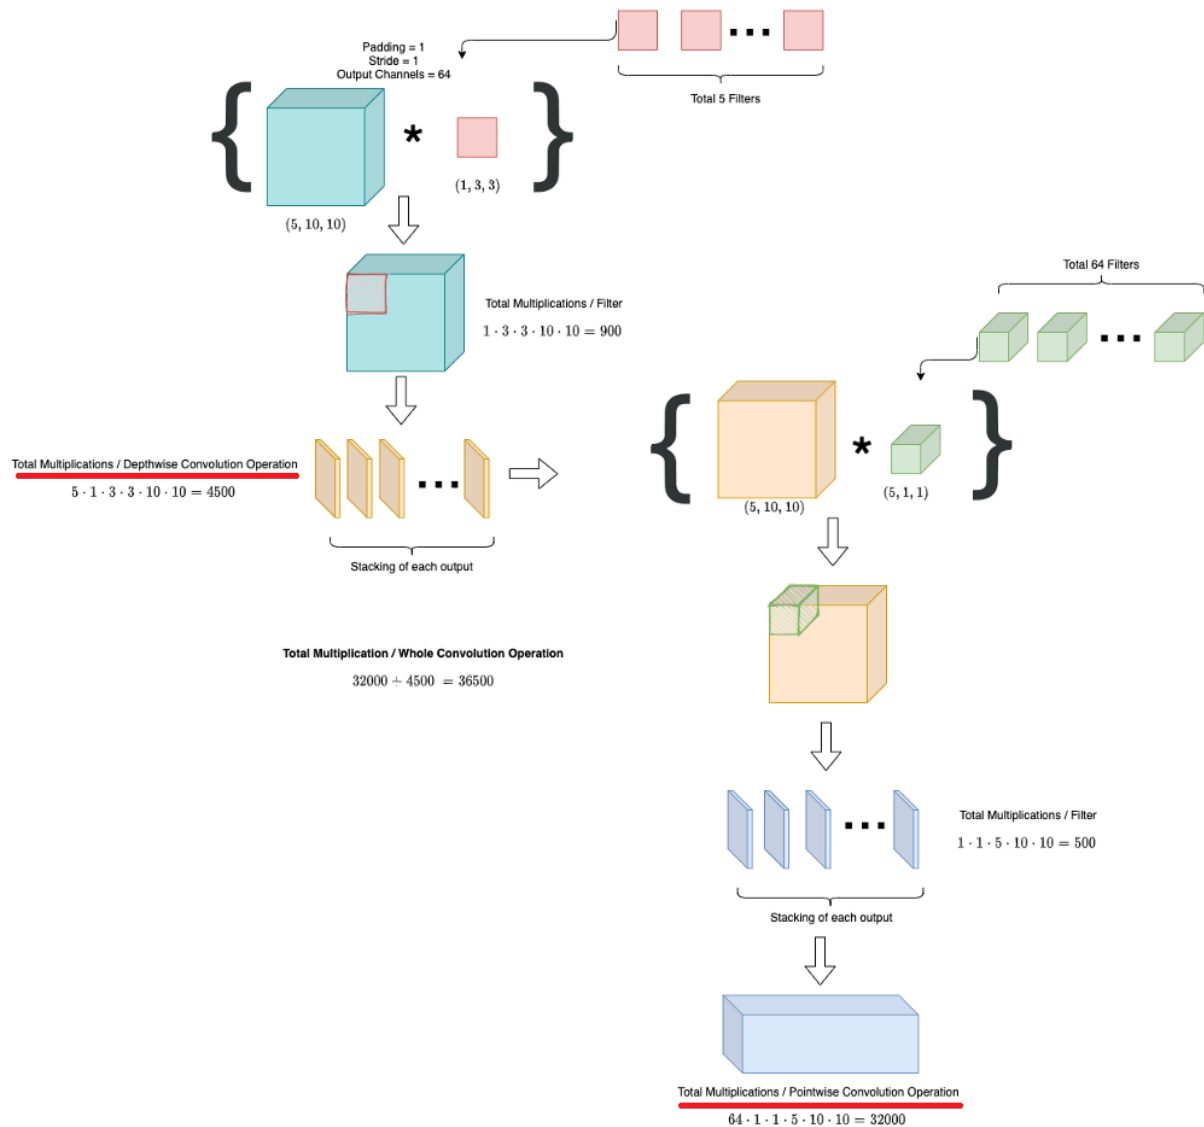 Padding = 1
Stride = 1
Output Channels = 64
Total 5 Filters
*
(1, 3, 3)
(5, 10, 10)
Total Multiplications / Filter
1 · 3 · 3 · 10 · 10 = 900
Total 64 Filters
Total Multiplications / Depthwise Convolution Operation
5 · 1 · 3 · 3 · 10 · 10 = 4500
Stacking of each output
*
(5, 10, 10)
(5, 1, 1)
Total Multiplication / Whole Convolution Operation
32000 + 4500 = 36500
Total Multiplications / Filter
1 · 1 · 5 · 10 · 10 = 500
Stacking of each output
Total Multiplications / Pointwise Convolution Operation
64 · 1 · 1 · 5 · 10 · 10 = 32000